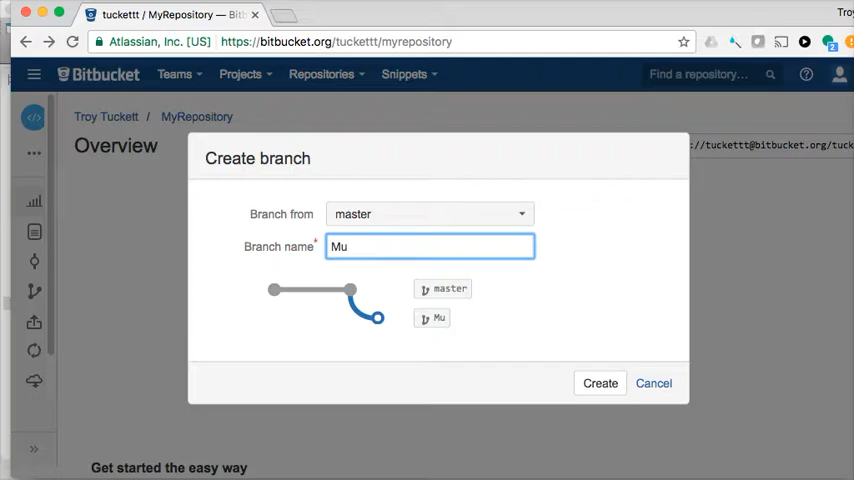 tuckettt / MyRepository —
Troy
Atlassian, Inc. [US] https://bitbucket.org/tuckettt/myrepository
2
Bitbucket Teams Projects Repositories Snippets Find a repository...
Troy Tuckett / MyRepository
Overview
://tuckettt@bitbucket.org/tuck
Create branch
Branch from master
Branch name* Mu
master
Mu
Create Cancel
Get started the easy way